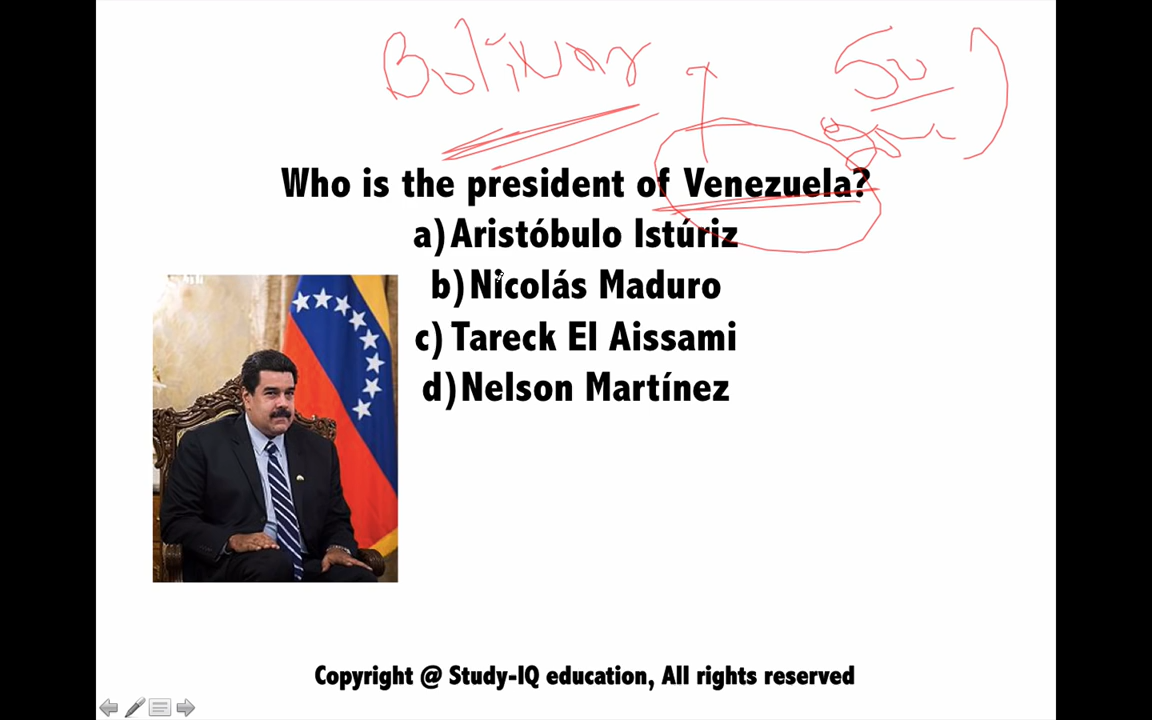 Bolivar
Who is the president of Venezuela?
a) Aristóbulo Istúriz
b) Nicolás Maduro
c) Tareck El Aissami
d) Nelson Martínez
Copyright @ Study-IQ education, All rights reserved